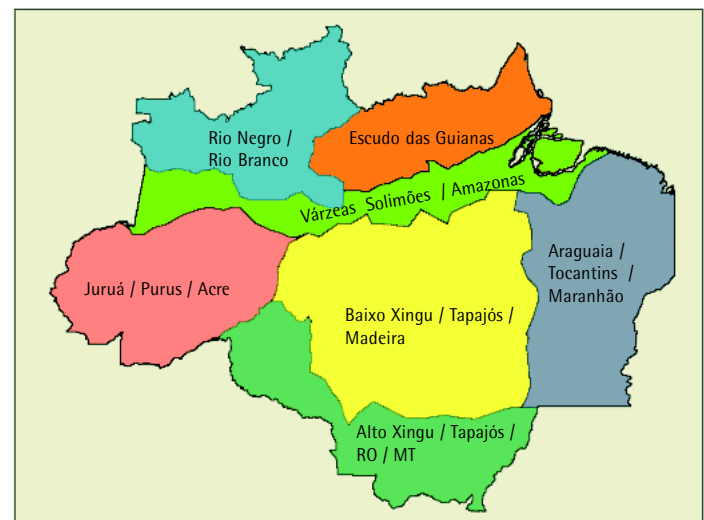 Rio Negro /
Rio Branco
Escudo das Guianas
Várzeas Solimões / Amazonas
Juruá / Purus / Acre
Araguaia /
Tocantins /
Maranhão
Baixo Xingu / Tapajós /
Madeira
Alto Xingu / Tapajós /
RO / MT